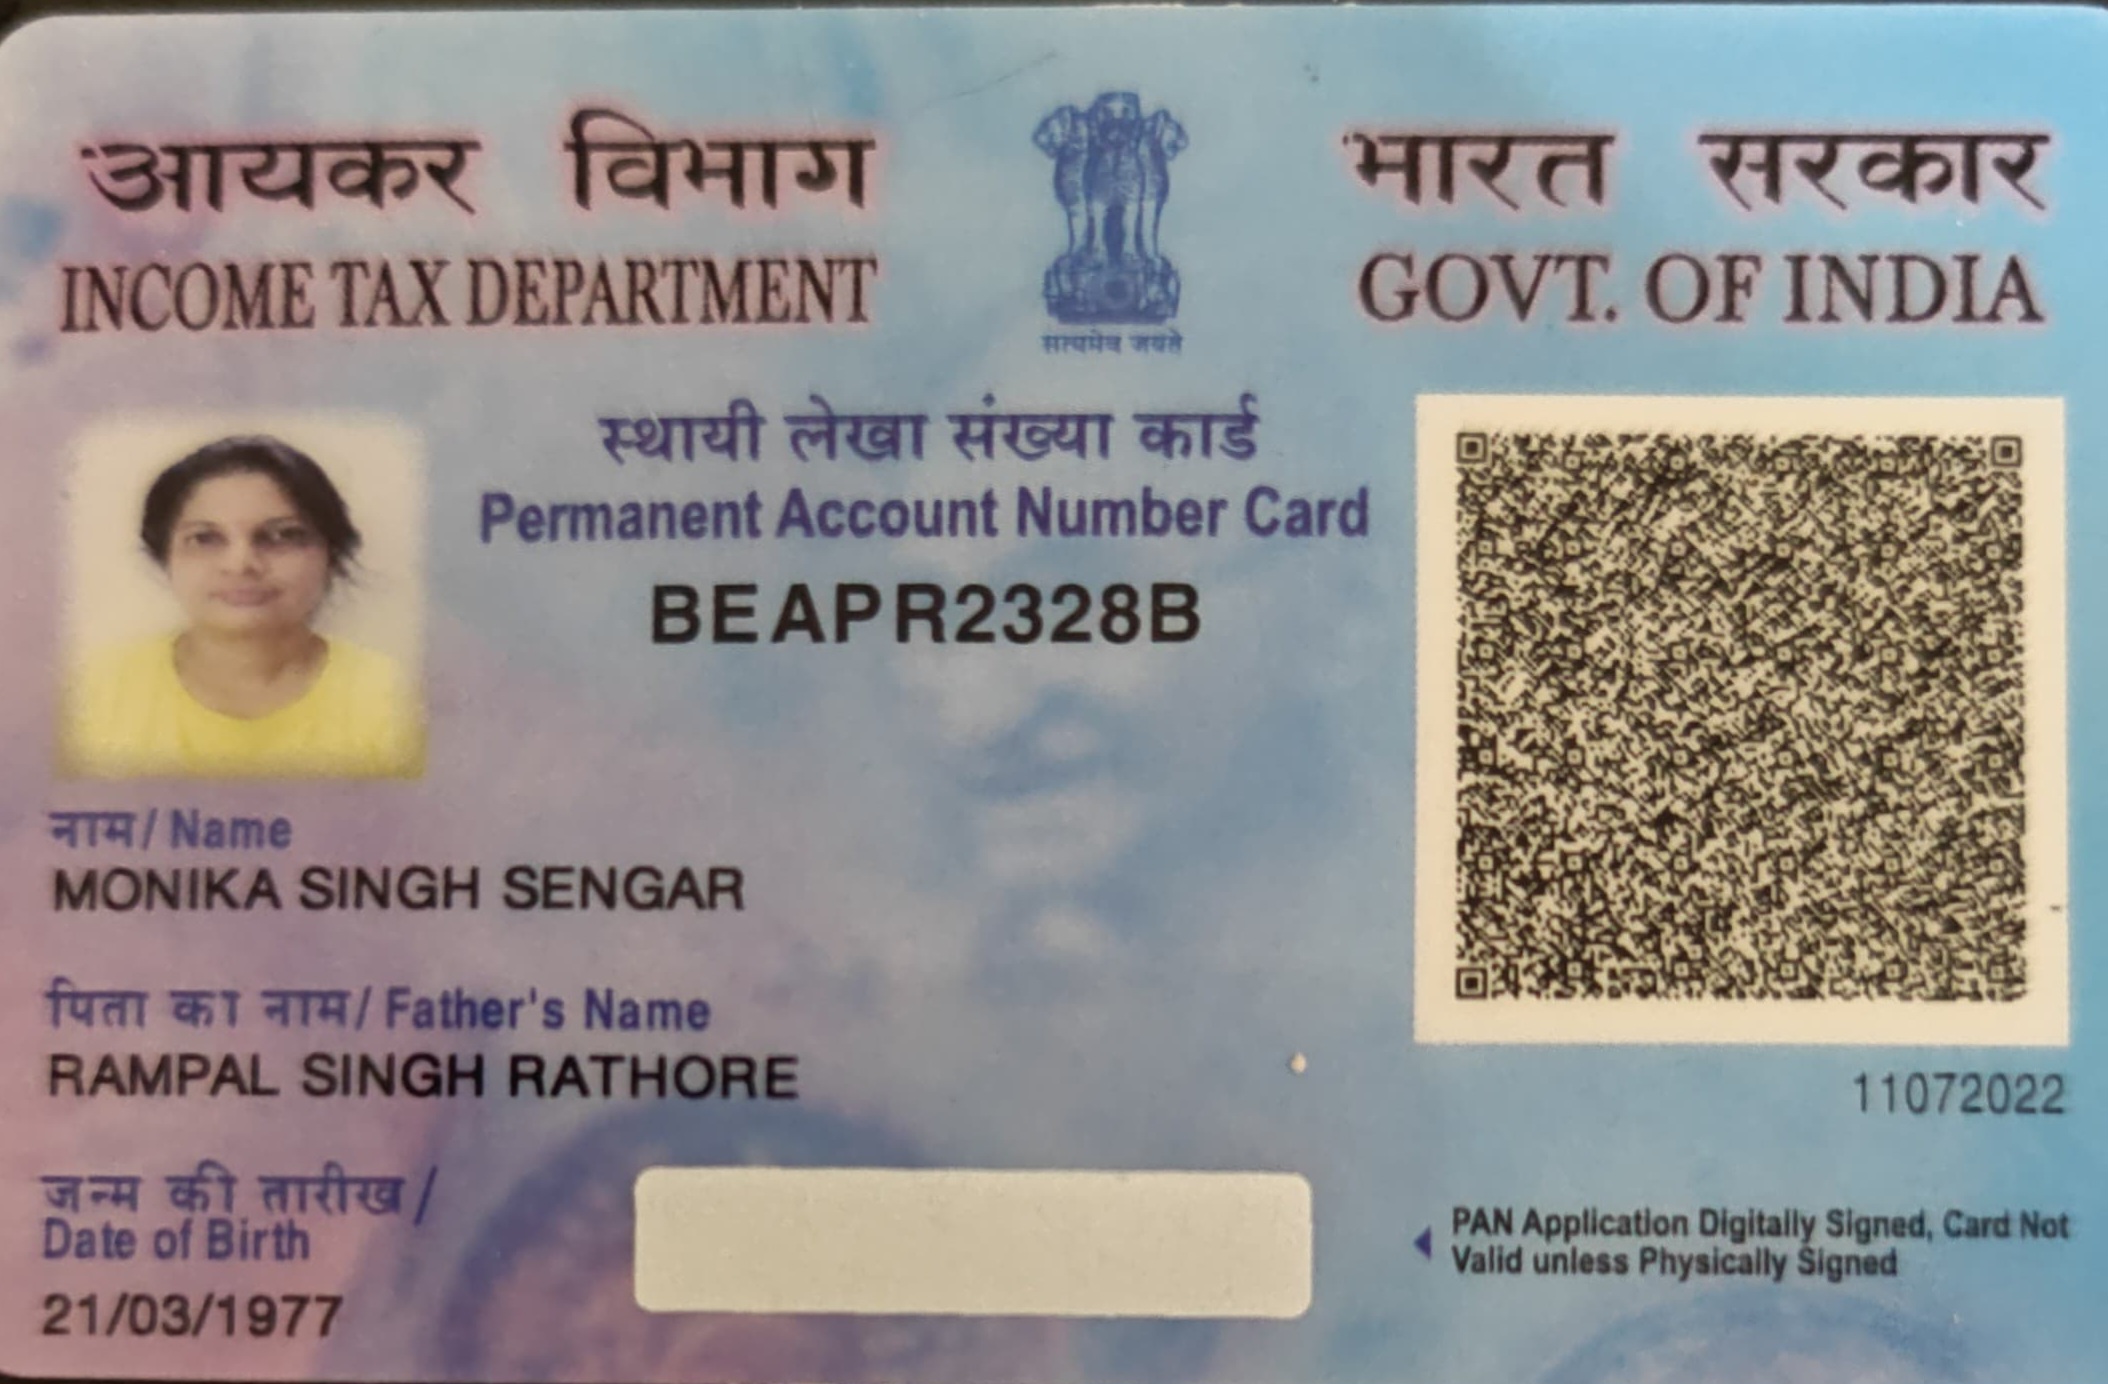 आयकर विभाग
INCOME TAX DEPARTMENT
सत्यमेव जयते
भारत सरकार
GOVT. OF INDIA
स्थायी लेखा संख्या कार्ड
Permanent Account Number Card
BEAPR2328B
नाम/ Name
MONIKA SINGH SENGAR
पिता का नाम/ Father's Name
RAMPAL SINGH RATHORE
11072022
जन्म की तारीख/
Date of Birth
21/03/1977
PAN Application Digitally Signed, Card Not
Valid unless Physically Signed